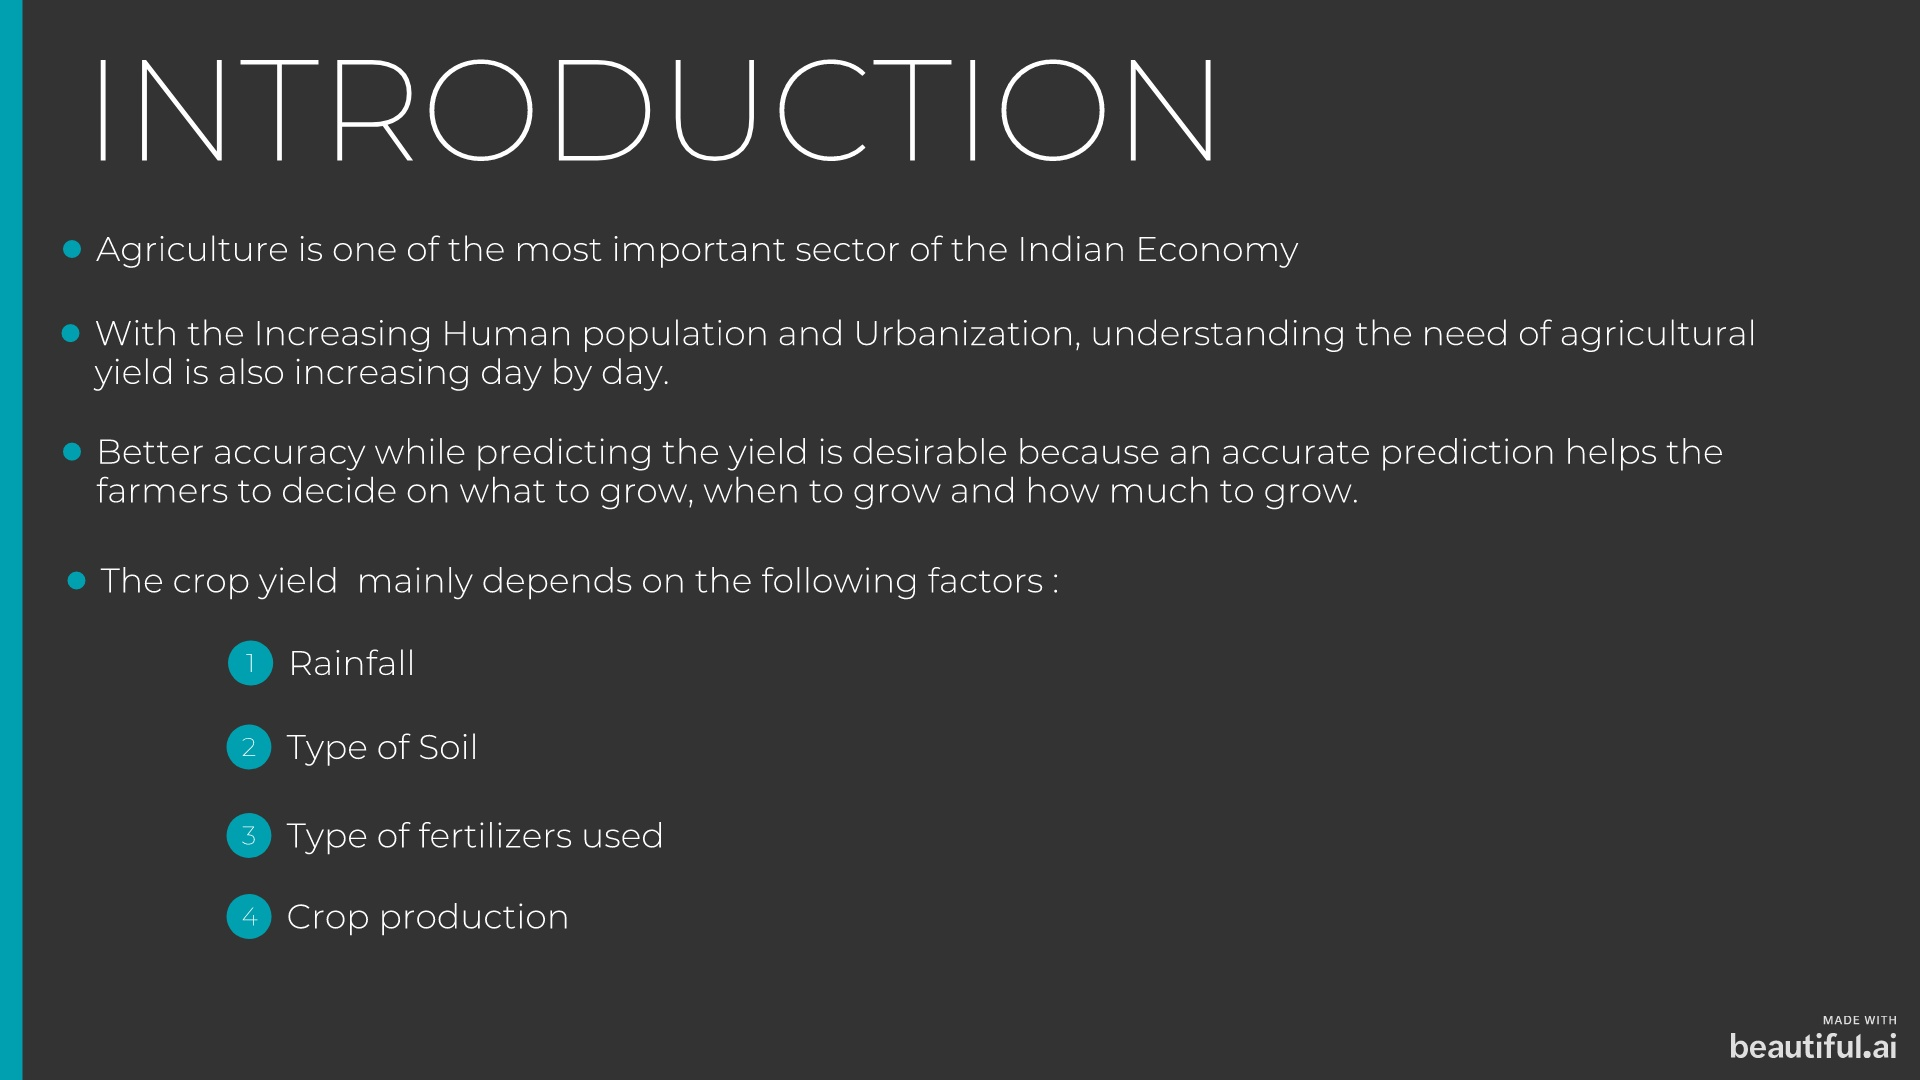 INTRODUCTION
Agriculture is one of the most important sector of the Indian Economy
With the Increasing Human population and Urbanization, understanding the need of agricultural
yield is also increasing day by day.
Better accuracy while predicting the yield is desirable because an accurate prediction helps the
farmers to decide on what to grow, when to grow and how much to grow.
The crop yield  mainly depends on the following factors :
1 Rainfall
2 Type of Soil
3 Type of fertilizers used
4 Crop production
MADE WITH
beautiful.ai